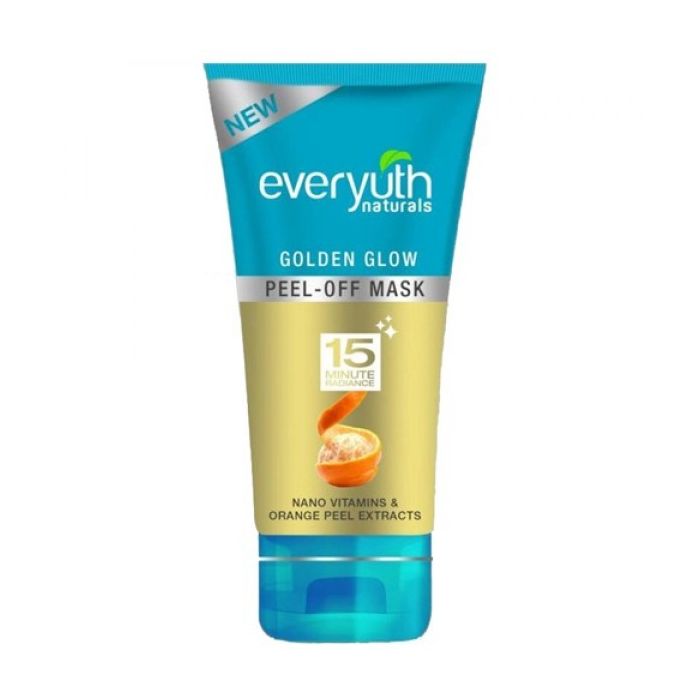 NEW
everyuth
naturals
GOLDEN GLOW
PEEL-OFF MASK
15
MINUTE
RADIANCE
NANO VITAMINS &
ORANGE PEEL EXTRACTS